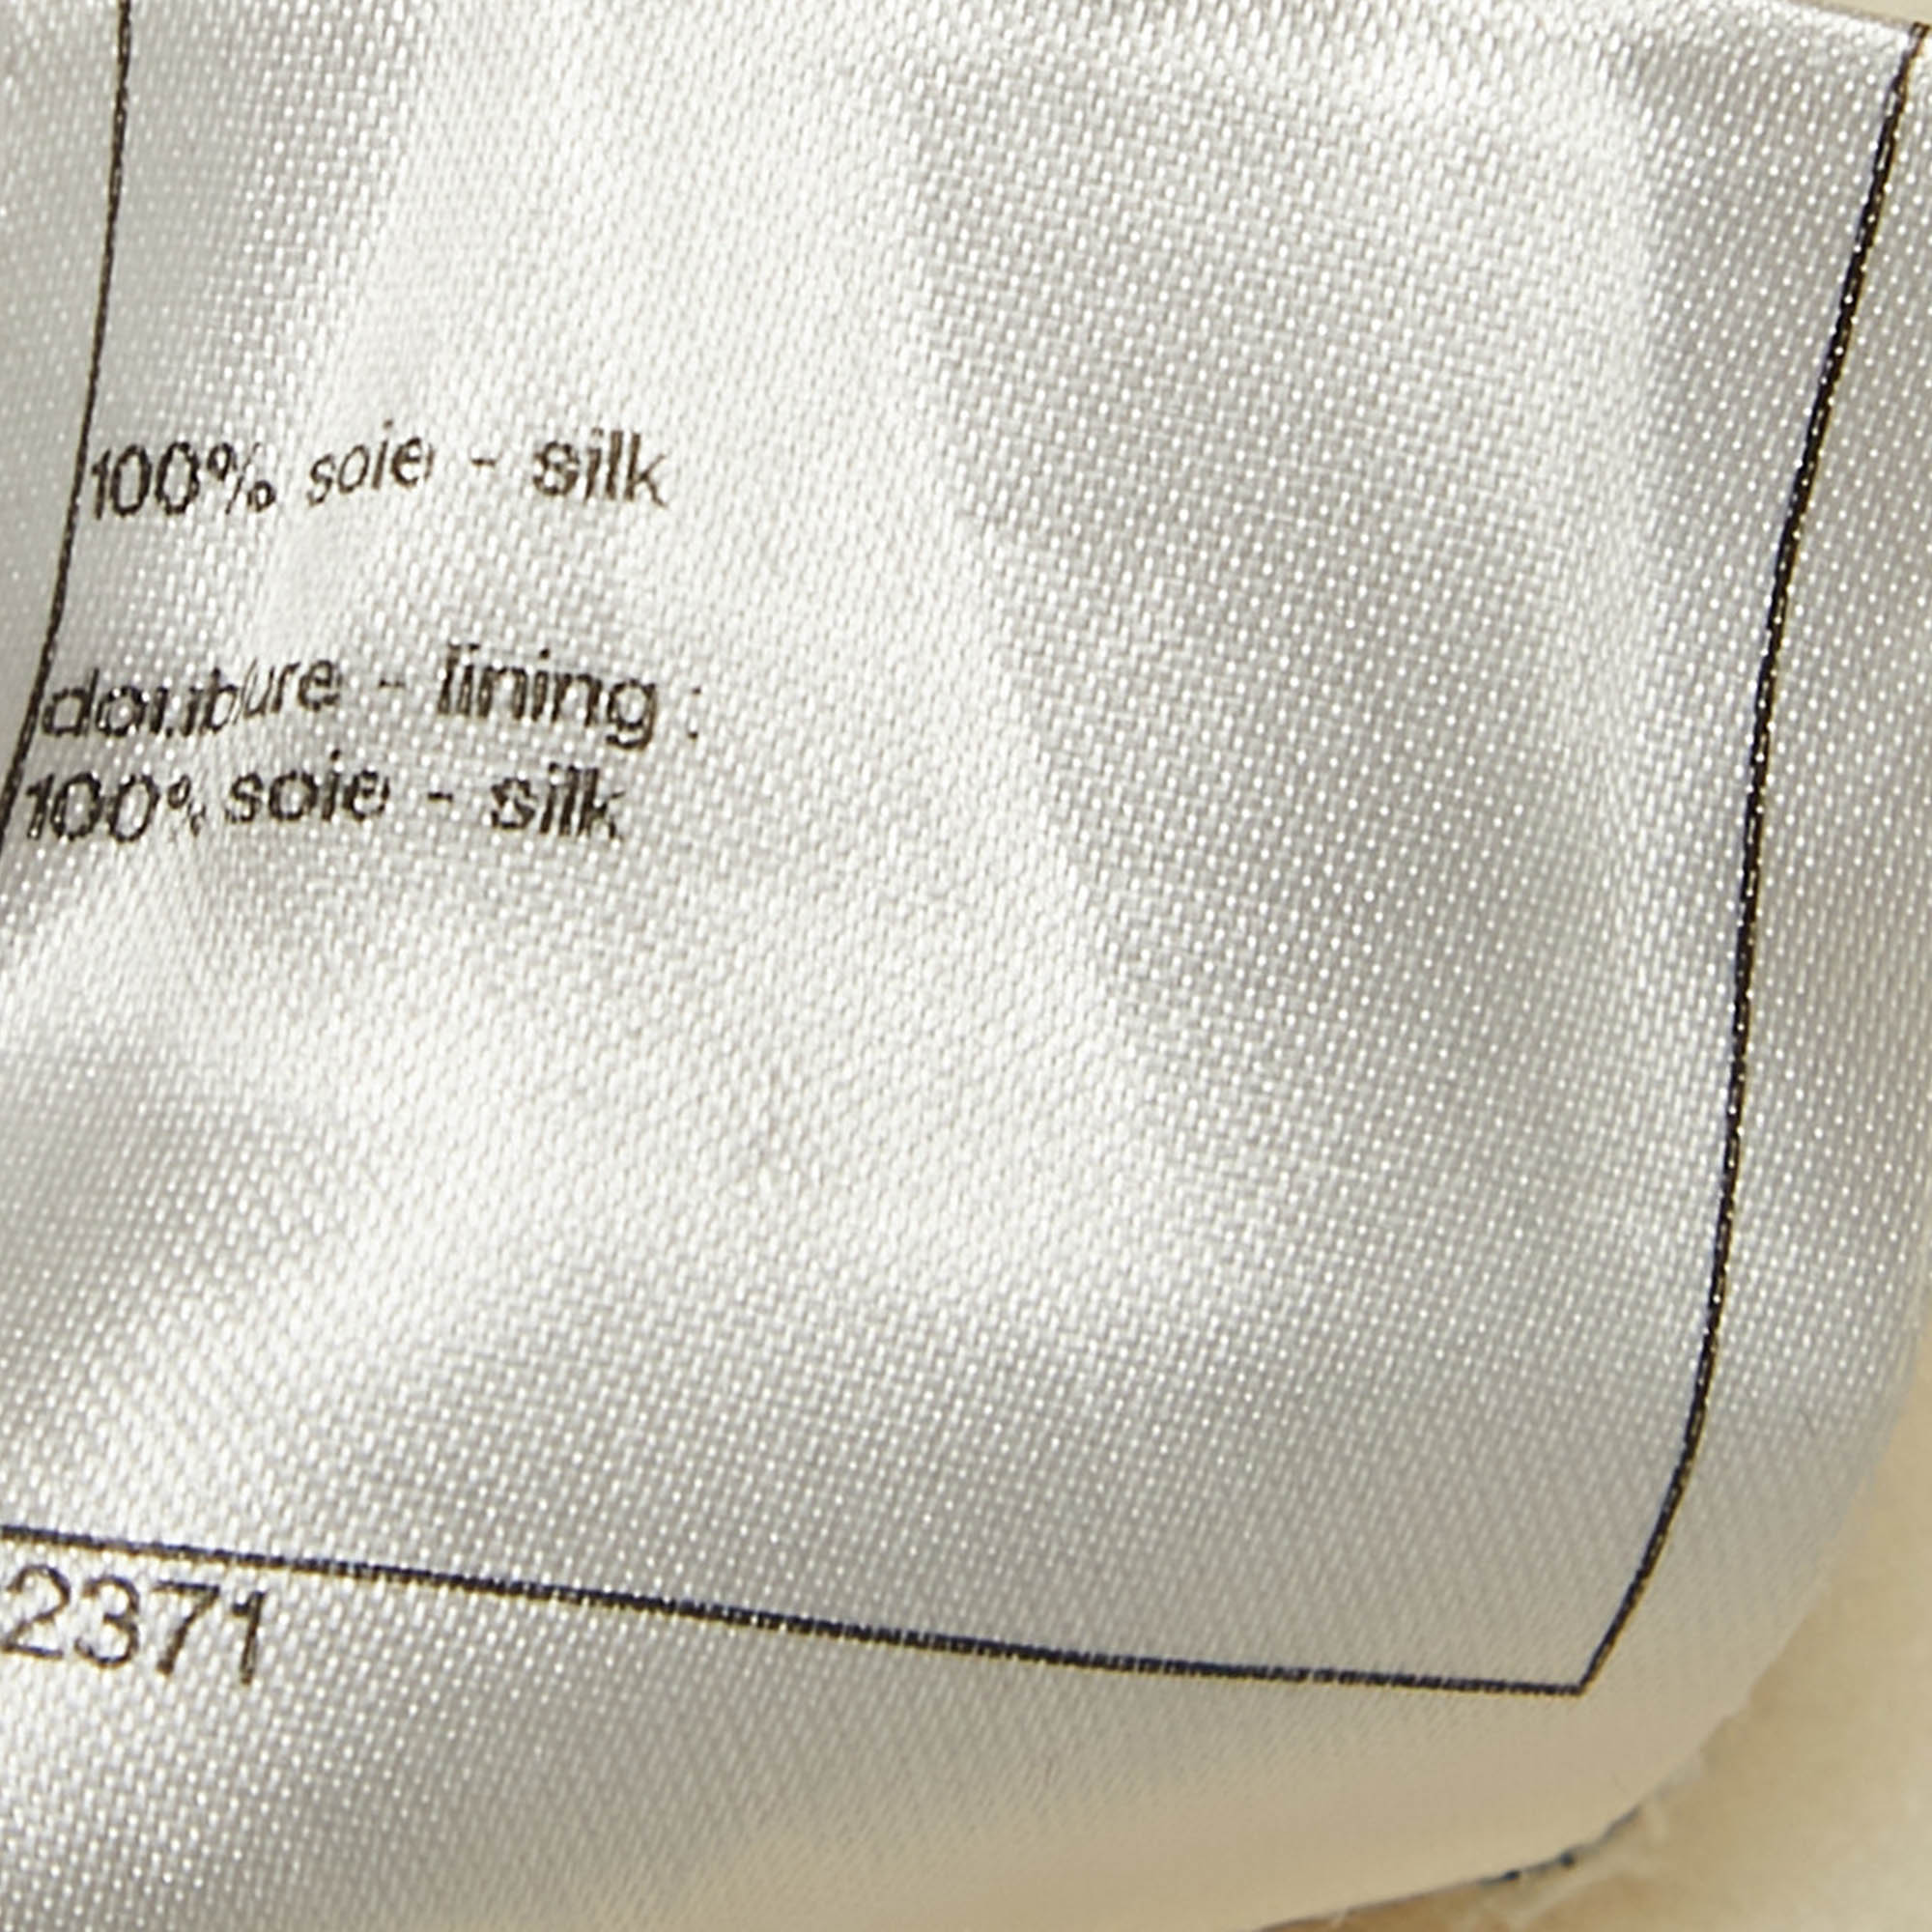 100% soie - silk
doublure - lining :
100% soie - silk
2371